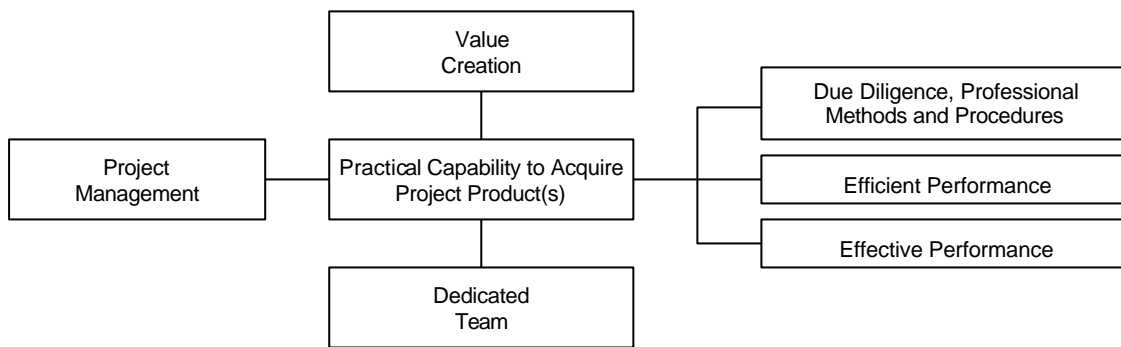 Value
Creation
Due Diligence, Professional
Methods and Procedures
Project
Management
Practical Capability to Acquire
Project Product(s)
Efficient Performance
Effective Performance
Dedicated
Team